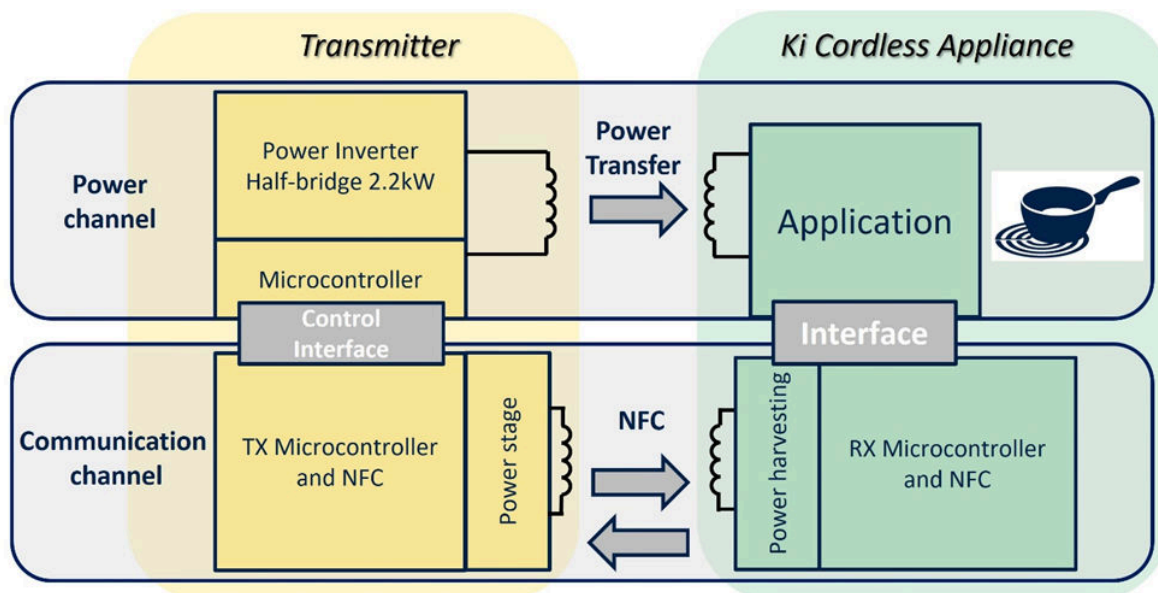 Transmitter
Ki Cordless Appliance
Power
channel
Power Inverter
Half-bridge 2.2kW
Microcontroller
Power
Transfer
Application
Control
Interface
Interface
Communication
channel
TX Microcontroller
and NFC
Power stage
NFC
Power harvesting
RX Microcontroller
and NFC